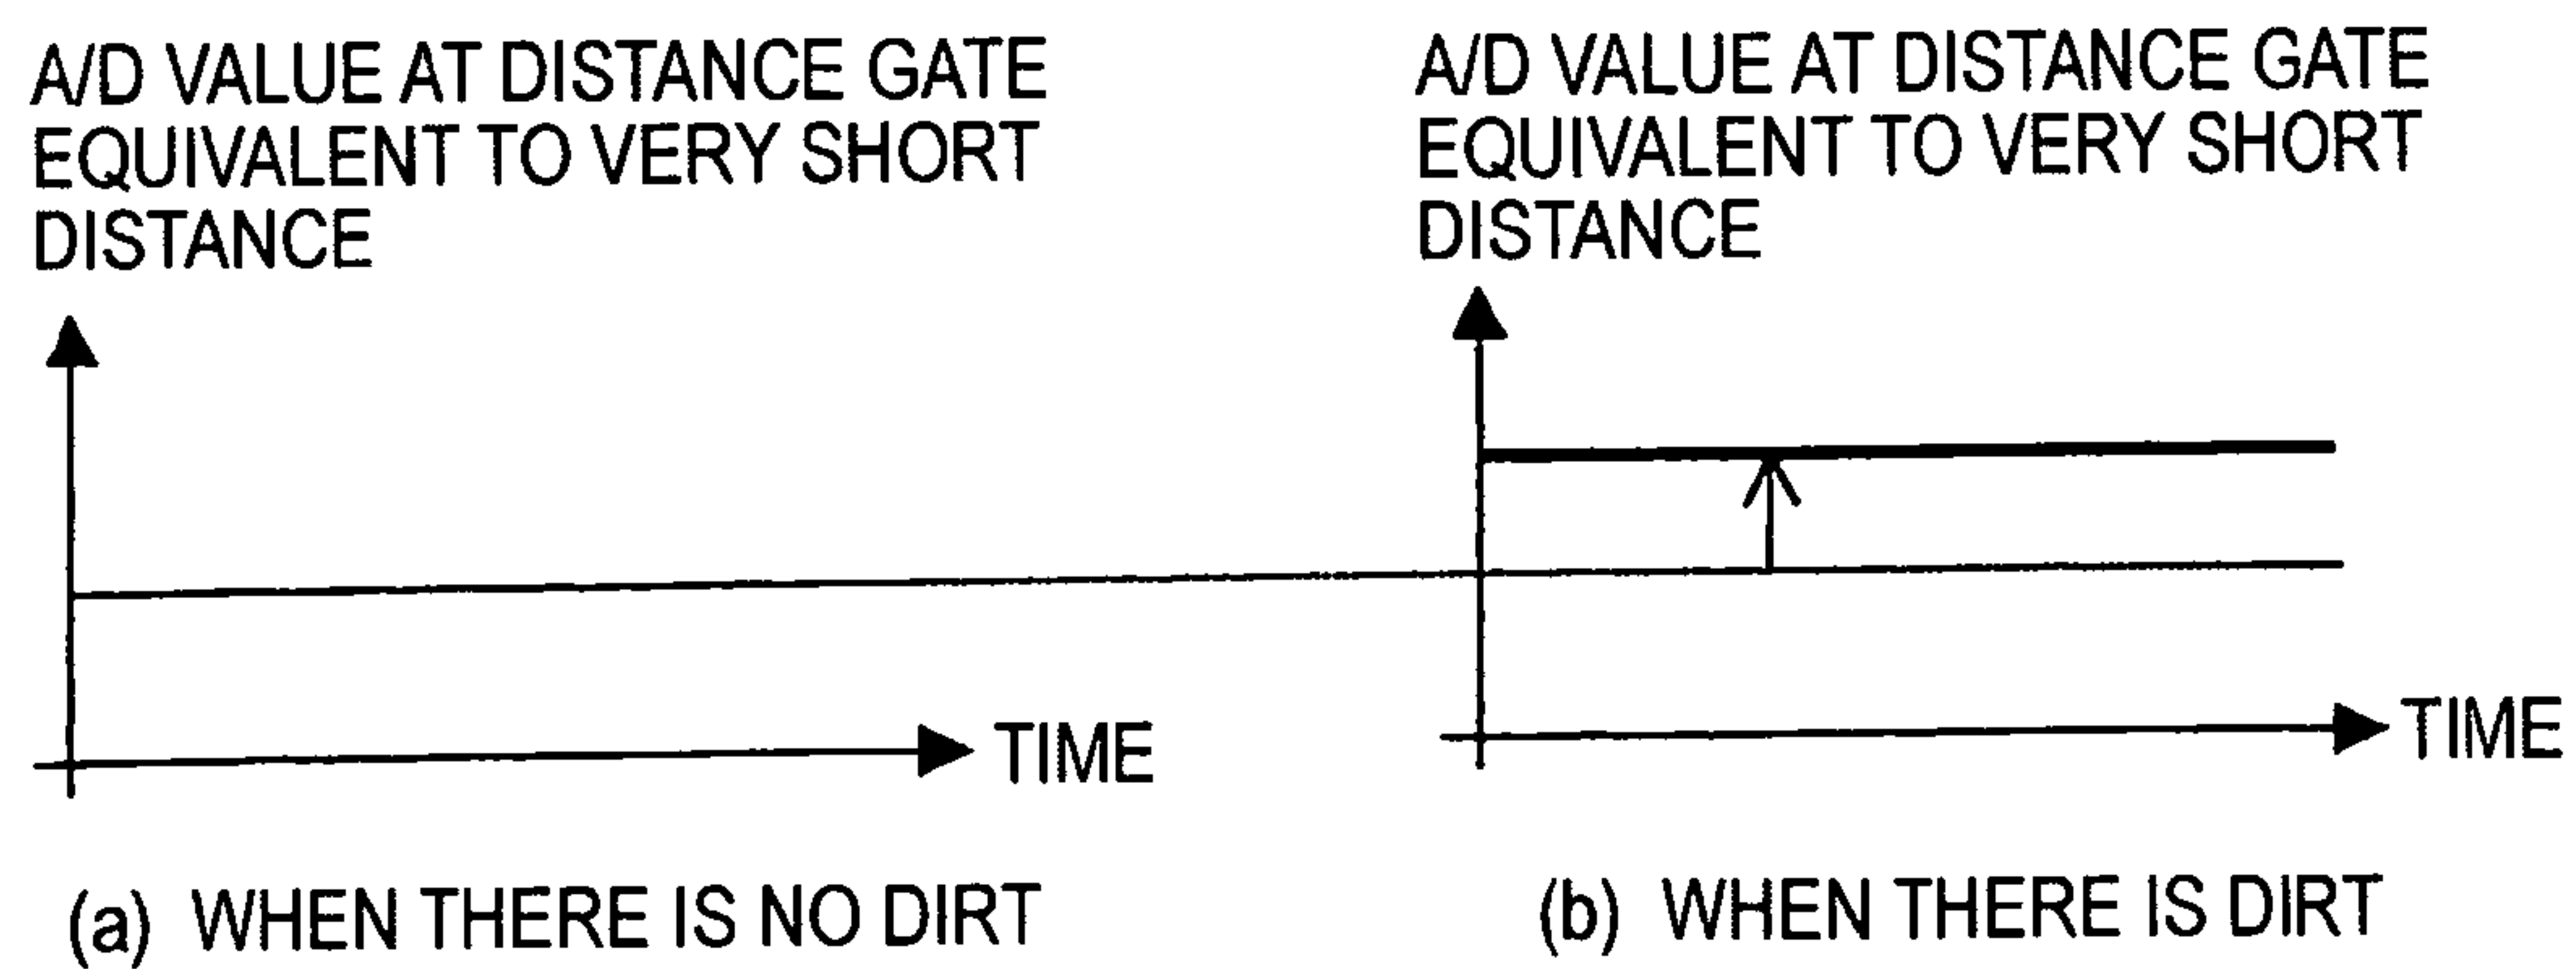 A/D VALUE AT DISTANCE GATE
EQUIVALENT TO VERY SHORT
DISTANCE
TIME
(a) WHEN THERE IS NO DIRT
A/D VALUE AT DISTANCE GATE
EQUIVALENT TO VERY SHORT
DISTANCE
TIME
(b) WHEN THERE IS DIRT